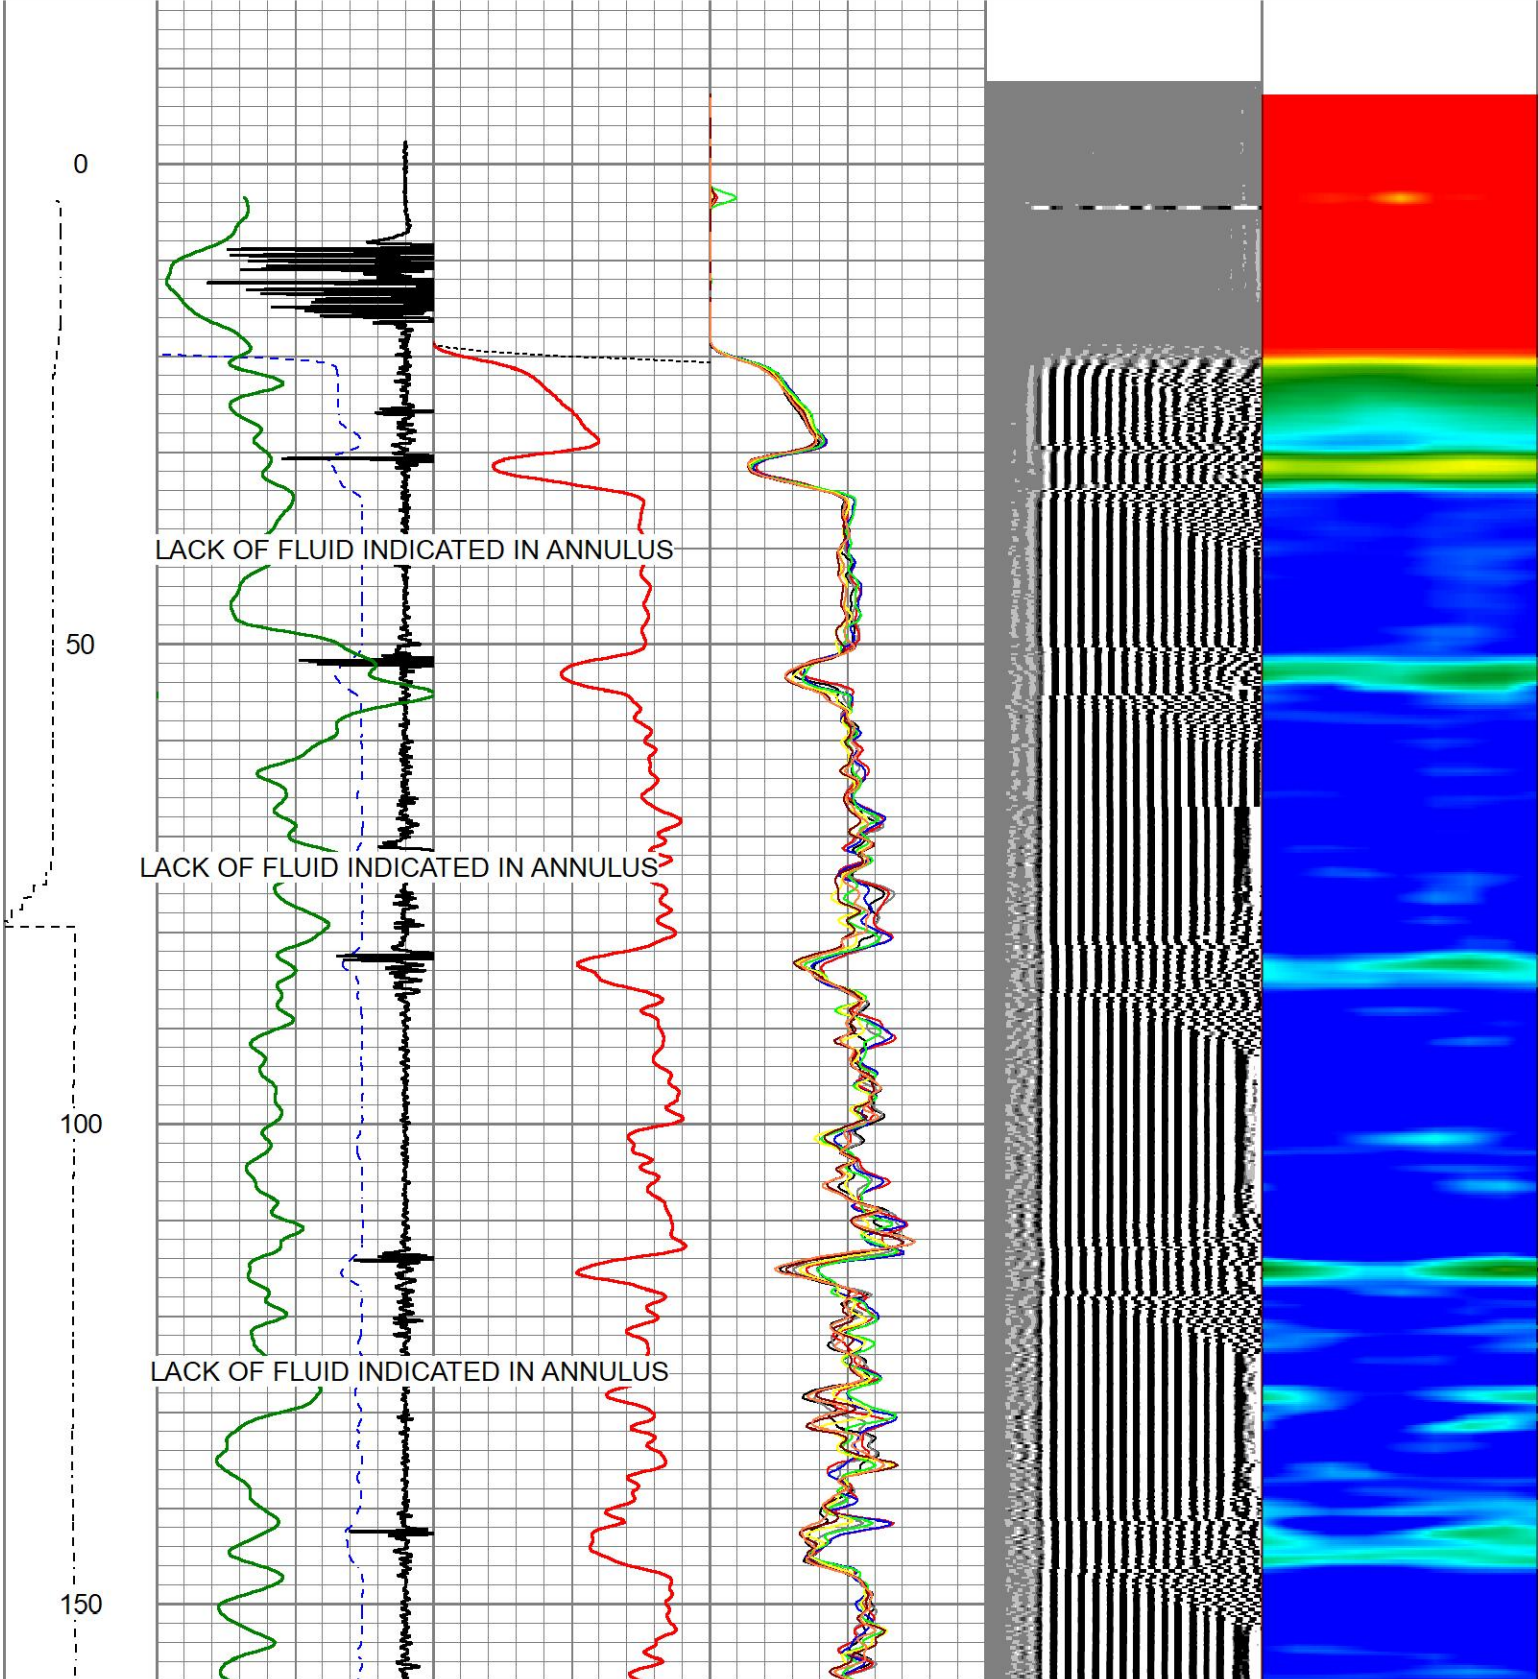 0
LACK OF FLUID INDICATED IN ANNULUS
50
LACK OF FLUID INDICATED IN ANNULUS
100
LACK OF FLUID INDICATED IN ANNULUS
150